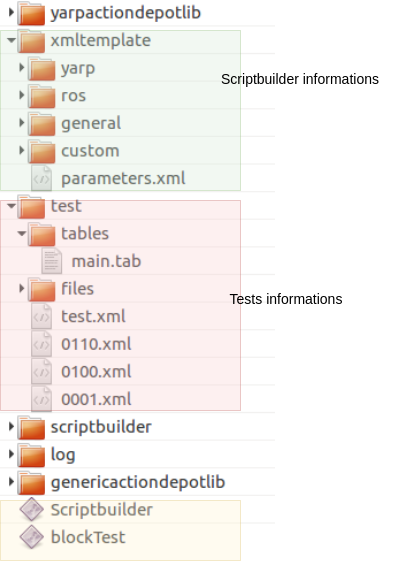 yarpactiondepotlib
xmltemplate
yarp
Scriptbuilder informations
ros
general
custom
parameters.xml
test
tables
main.tab
files
Tests informations
test.xml
0110.xml
0100.xml
0001.xml
scriptbuilder
log
genericactiondepotlib
Scriptbuilder
blockTest